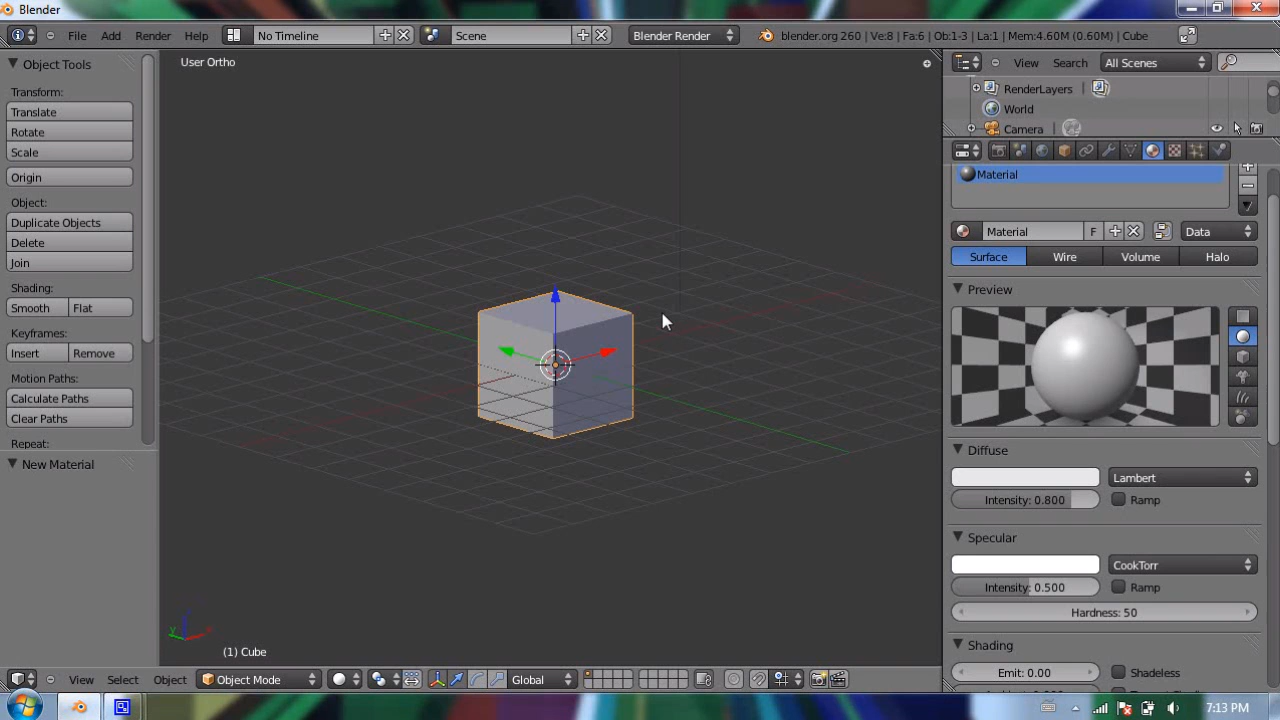 Blender
File Add Render Help No Timeline Scene Blender Render blender.org 260 | Ve:8 | Fa:6 | Ob:1-3 | La:1 | Mem:4.60M (0.60M) | Cube
Object Tools
Transform:
Translate
Rotate
Scale
Origin
Object:
Duplicate Objects
Delete
Join
Shading:
Smooth Flat
Keyframes:
Insert Remove
Motion Paths:
Calculate Paths
Clear Paths
Repeat:
New Material
User Ortho
(1) Cube
View Select Object Object Mode Global
View Search All Scenes
RenderLayers |
World
Camera |
Material
Material F Data
Surface Wire Volume Halo
Preview
Diffuse
Lambert
Intensity: 0.800 Ramp
Specular
CookTorr
Intensity: 0.500 Ramp
Hardness: 50
Shading
Emit: 0.00 Shadeless
7:13 PM